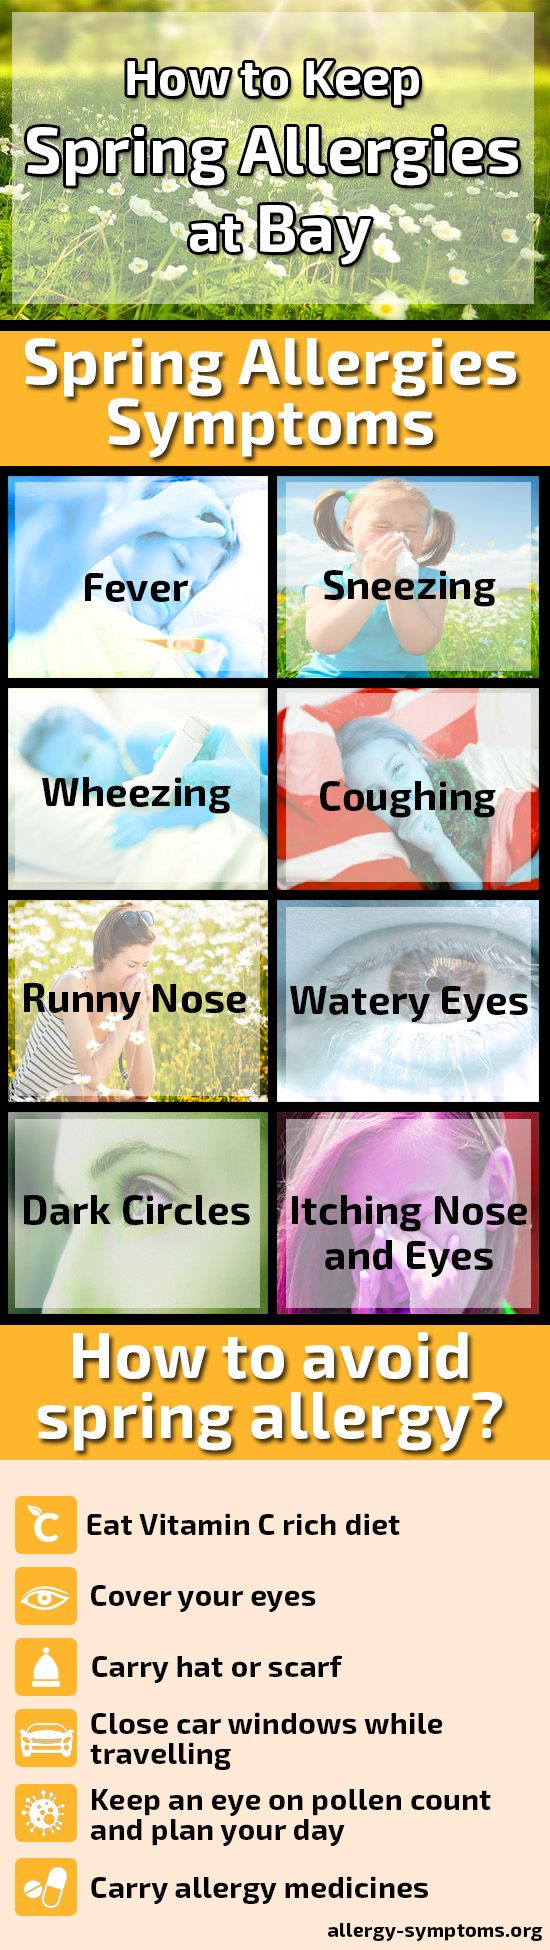 How to Keep
Spring Allergies
at Bay
Spring Allergies
Symptoms
Fever
Sneezing
Wheezing
Coughing
Runny Nose
Watery Eyes
Dark Circles
Itching Nose
and Eyes
How to avoid
spring allergy?
C
Eat Vitamin C rich diet
Cover your eyes
Carry hat or scarf
Close car windows while
travelling
Keep an eye on pollen count
and plan your day
Carry allergy medicines
allergy-symptoms.org